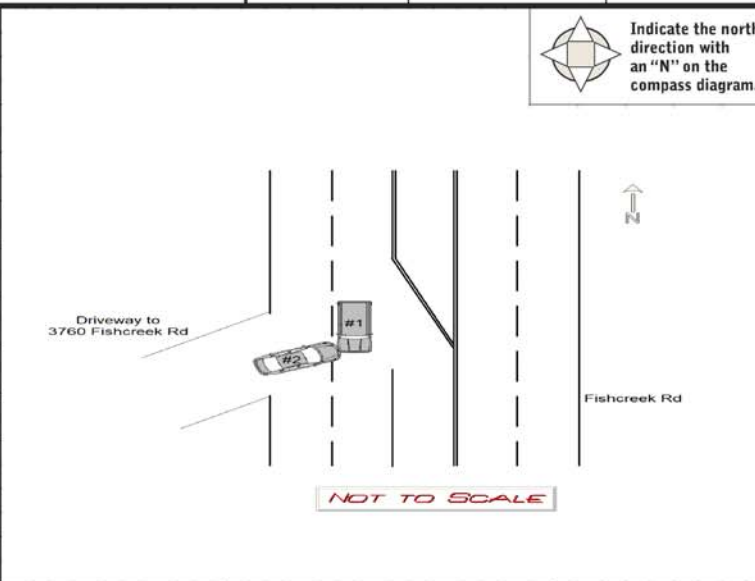 Indicate the north
direction with
an "N" on the
compass diagram.
N
Driveway to
3760 Fishcreek Rd
#1
#2
Fishcreek Rd
NOT TO SCALE